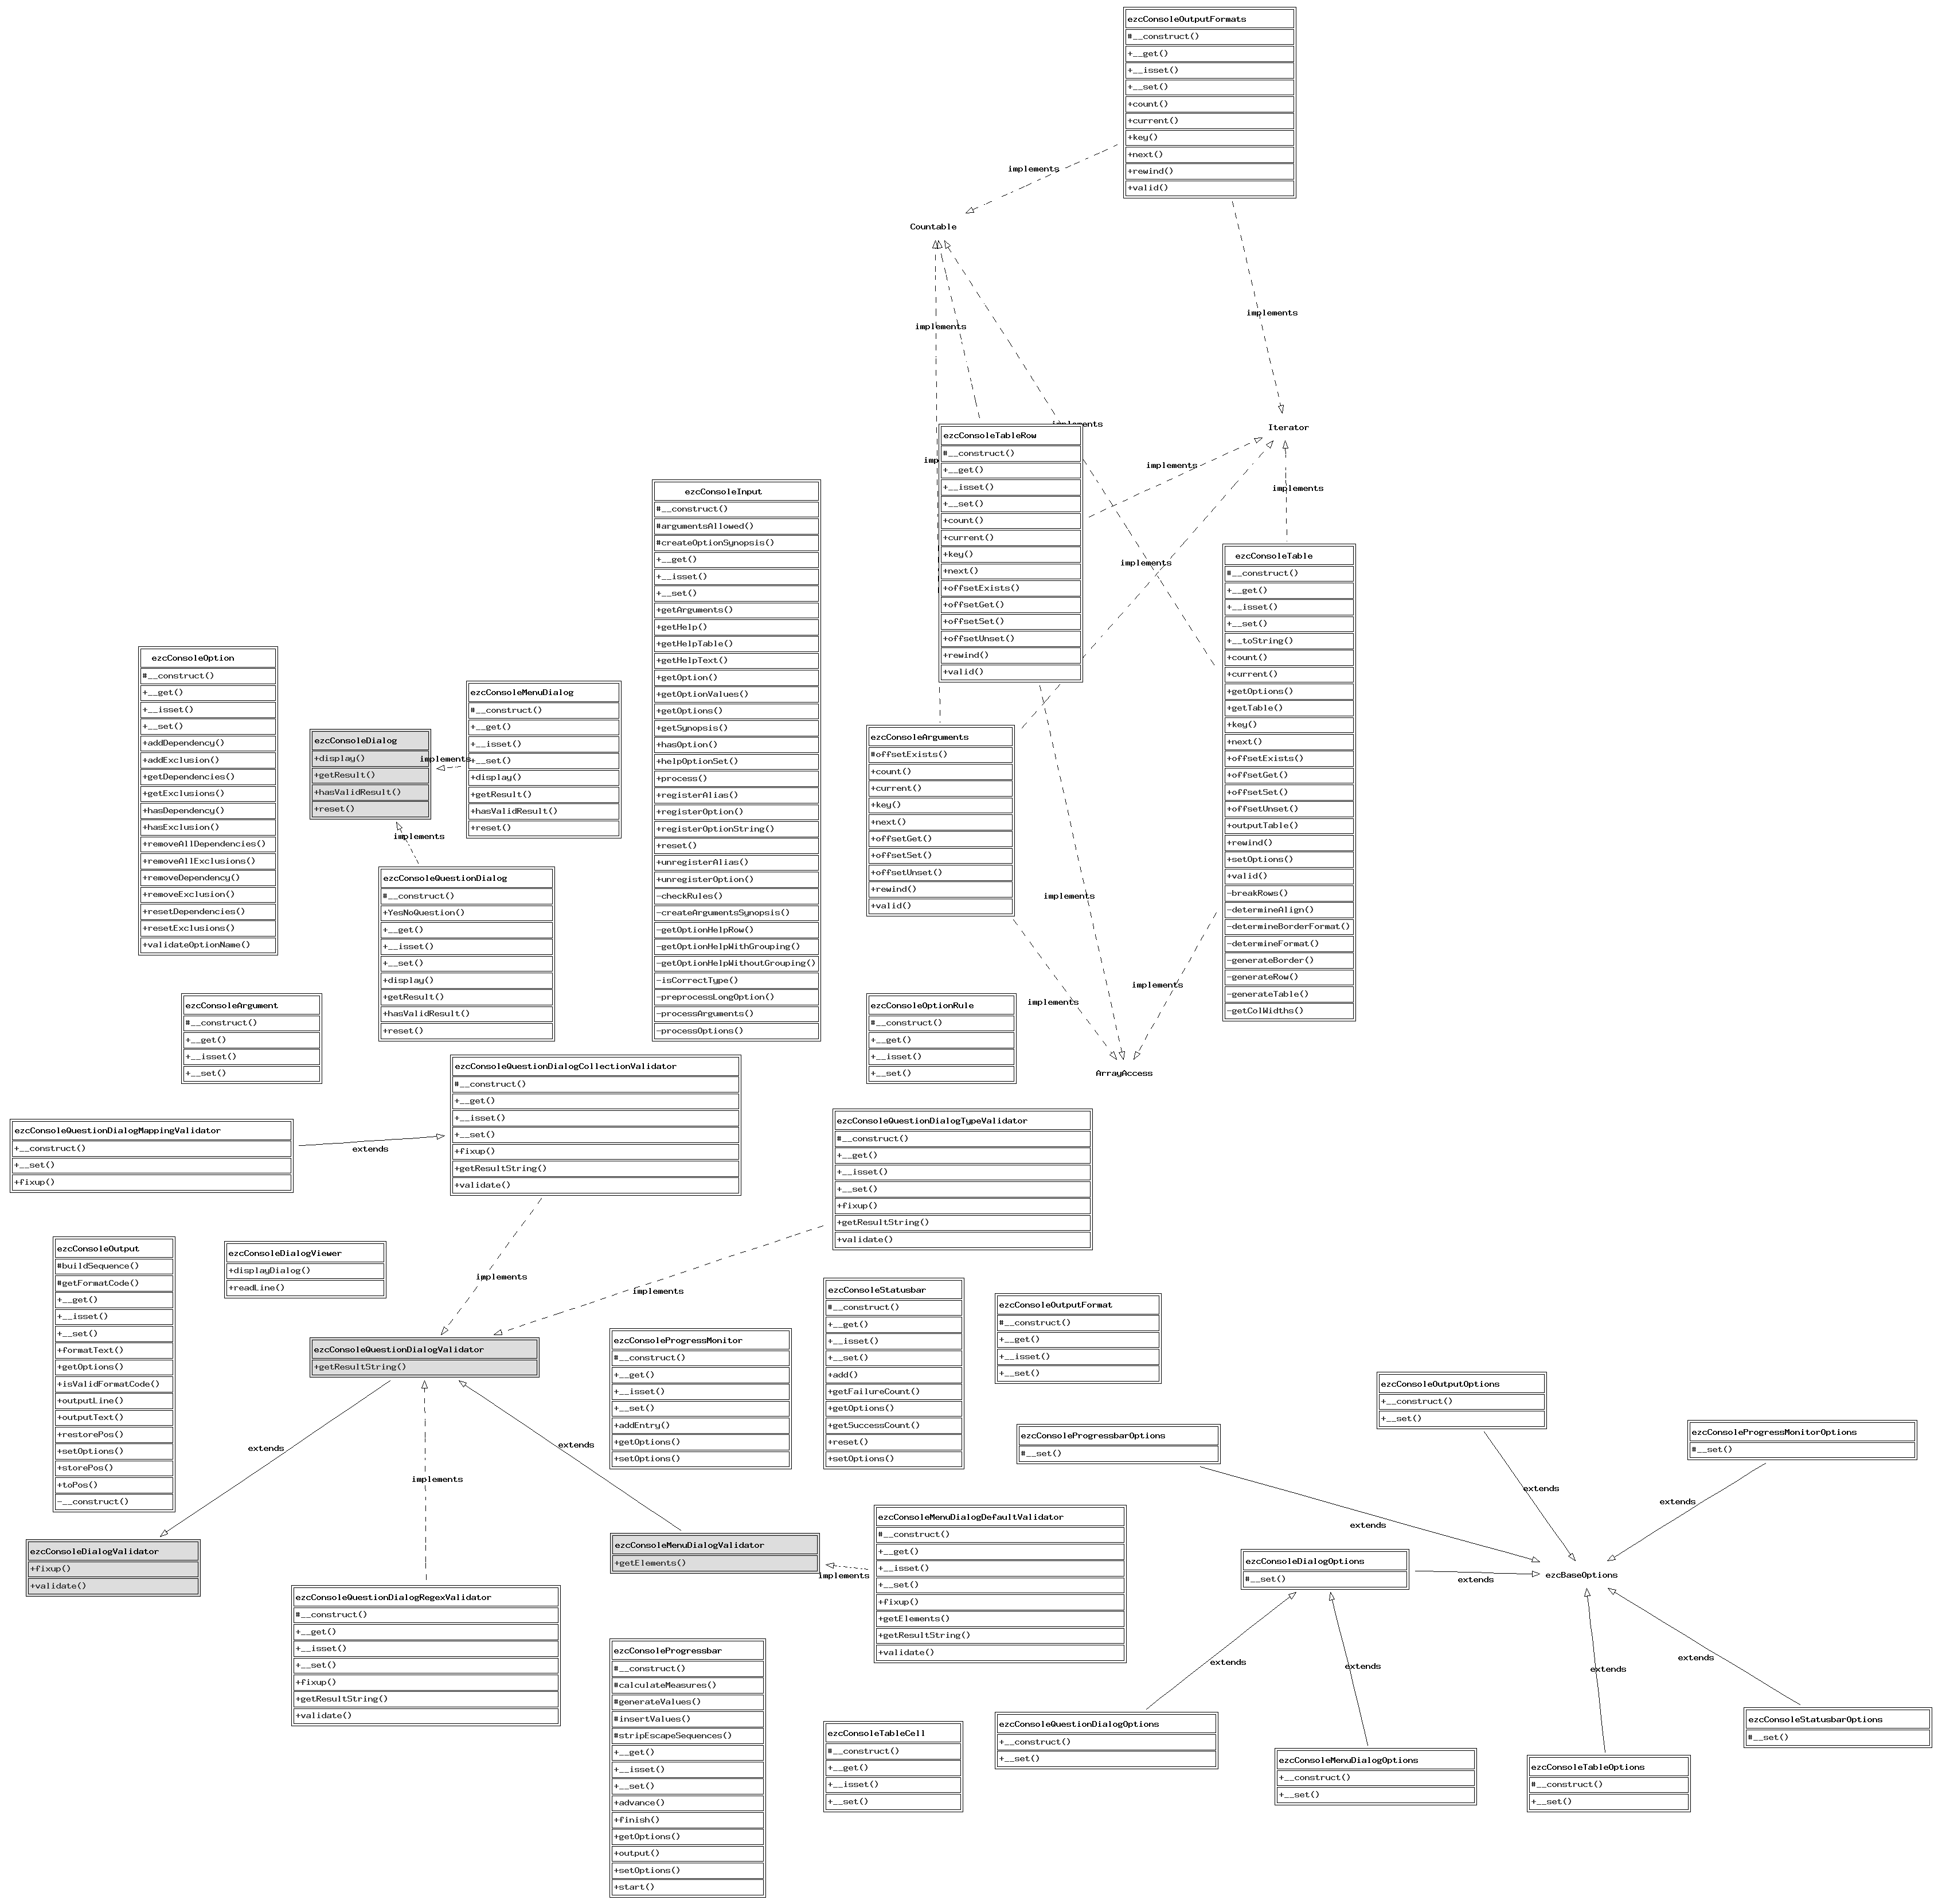 ezcConsoleOutputFormats
#__construct()
+__get()
+__isset()
+__set()
+count()
+current()
+key()
+next()
+rewind()
+valid()
implements
Countable
implements
implements
implements
Iterator
ezcConsoleTableRow
#__construct()
+__get()
+__isset()
+__set()
+count()
+current()
+key()
+next()
+offsetExists()
+offsetGet()
+offsetSet()
+offsetUnset()
+rewind()
+valid()
implements
implements
implements
ezcConsoleInput
#__construct()
#argumentsAllowed()
#createOptionSynopsis()
+__get()
+__isset()
+__set()
+getArguments()
+getHelp()
+getHelpTable()
+getHelpText()
+getOption()
+getOptionValues()
+getOptions()
+getSynopsis()
+hasOption()
+helpOptionSet()
+process()
+registerAlias()
+registerOption()
+registerOptionString()
+reset()
+unregisterAlias()
+unregisterOption()
-checkRules()
-createArgumentsSynopsis()
-getOptionHelpRow()
-getOptionHelpWithGrouping()
-getOptionHelpWithoutGrouping()
-isCorrectType()
-preprocessLongOption()
-processArguments()
-processOptions()
ezcConsoleTable
#__construct()
+__get()
+__isset()
+__set()
+__toString()
+count()
+current()
+getOptions()
+getTable()
+key()
+next()
+offsetExists()
+offsetGet()
+offsetSet()
+offsetUnset()
+outputTable()
+rewind()
+setOptions()
+valid()
-breakRows()
-determineAlign()
-determineBorderFormat()
-determineFormat()
-generateBorder()
-generateRow()
-generateTable()
-getColWidths()
ezcConsoleOption
#__construct()
+__get()
+__isset()
+__set()
+addDependency()
+addExclusion()
+getDependencies()
+getExclusions()
+hasDependency()
+hasExclusion()
+removeAllDependencies()
+removeAllExclusions()
+removeDependency()
+removeExclusion()
+resetDependencies()
+resetExclusions()
+validateOptionName()
ezcConsoleMenuDialog
#__construct()
+__get()
+__isset()
+__set()
+display()
+getResult()
+hasValidResult()
+reset()
ezcConsoleDialog
+display()
+getResult()
+hasValidResult()
+reset()
implements
implements
ezcConsoleArguments
#offsetExists()
+count()
+current()
+key()
+next()
+offsetGet()
+offsetSet()
+offsetUnset()
+rewind()
+valid()
ezcConsoleQuestionDialog
#__construct()
+YesNoQuestion()
+__get()
+__isset()
+__set()
+display()
+getResult()
+hasValidResult()
+reset()
implements
implements
implements
ezcConsoleArgument
#__construct()
+__get()
+__isset()
+__set()
ezcConsoleOptionRule
#__construct()
+__get()
+__isset()
+__set()
ArrayAccess
ezcConsoleQuestionDialogCollectionValidator
#__construct()
+__get()
+__isset()
+__set()
+fixup()
+getResultString()
+validate()
ezcConsoleQuestionDialogMappingValidator
+__construct()
+__set()
+fixup()
extends
ezcConsoleQuestionDialogTypeValidator
#__construct()
+__get()
+__isset()
+__set()
+fixup()
+getResultString()
+validate()
ezcConsoleOutput
#buildSequence()
#getFormatCode()
+__get()
+__isset()
+__set()
+formatText()
+getOptions()
+isValidFormatCode()
+outputLine()
+outputText()
+restorePos()
+setOptions()
+storePos()
+toPos()
-__construct()
ezcConsoleDialogViewer
+displayDialog()
+readLine()
implements
implements
ezcConsoleStatusbar
#__construct()
+__get()
+__isset()
+__set()
+add()
+getFailureCount()
+getOptions()
+getSuccessCount()
+reset()
+setOptions()
ezcConsoleOutputFormat
#__construct()
+__get()
+__isset()
+__set()
ezcConsoleQuestionDialogValidator
+getResultString()
ezcConsoleProgressMonitor
#__construct()
+__get()
+__isset()
+__set()
+addEntry()
+getOptions()
+setOptions()
ezcConsoleOutputOptions
+__construct()
+__set()
ezcConsoleProgressbarOptions
#__set()
ezcConsoleProgressMonitorOptions
#__set()
extends
implements
extends
extends
extends
extends
ezcConsoleDialogValidator
+fixup()
+validate()
ezcConsoleMenuDialogValidator
+getElements()
implements
ezcConsoleMenuDialogDefaultValidator
#__construct()
+__get()
+__isset()
+__set()
+fixup()
+getElements()
+getResultString()
+validate()
ezcConsoleDialogOptions
#__set()
extends
ezcBaseOptions
ezcConsoleQuestionDialogRegexValidator
#__construct()
+__get()
+__isset()
+__set()
+fixup()
+getResultString()
+validate()
ezcConsoleProgressbar
#__construct()
#calculateMeasures()
#generateValues()
#insertValues()
#stripEscapeSequences()
+__get()
+__isset()
+__set()
+advance()
+finish()
+getOptions()
+output()
+setOptions()
+start()
extends
extends
extends
extends
ezcConsoleTableCell
#__construct()
+__get()
+__isset()
+__set()
ezcConsoleQuestionDialogOptions
+__construct()
+__set()
ezcConsoleMenuDialogOptions
+__construct()
+__set()
ezcConsoleTableOptions
#__construct()
+__set()
ezcConsoleStatusbarOptions
#__set()